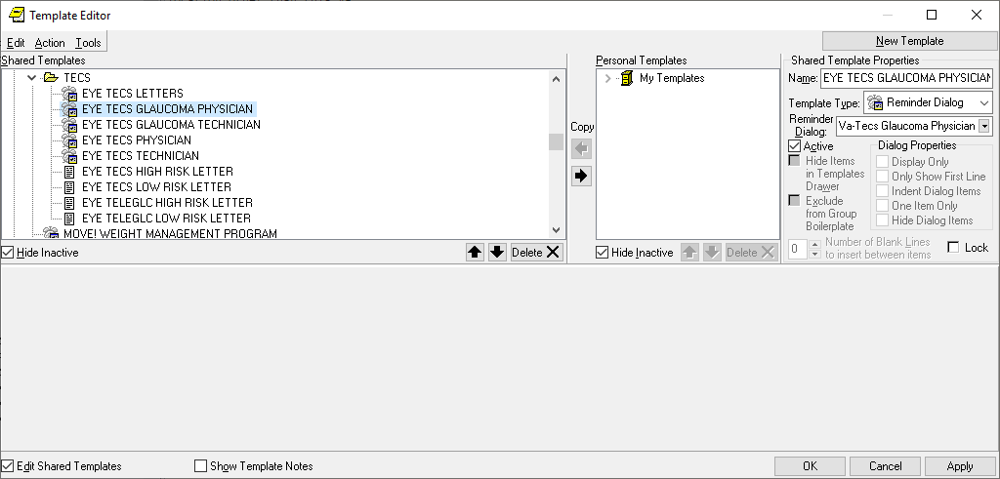 Template Editor
Edit Action Tools
New Template
Shared Templates
TECS
EYE TECS LETTERS
EYE TECS GLAUCOMA PHYSICIAN
EYE TECS GLAUCOMA TECHNICIAN
EYE TECS PHYSICIAN
EYE TECS TECHNICIAN
EYE TECS HIGH RISK LETTER
EYE TECS LOW RISK LETTER
EYE TELEGLC HIGH RISK LETTER
EYE TELEGLC LOW RISK LETTER
MOVE! WEIGHT MANAGEMENT PROGRAM
Hide Inactive
Delete
Copy
Personal Templates
My Templates
Hide Inactive
Delete
Shared Template Properties
Name: EYE TECS GLAUCOMA PHYSICIAN
Template Type: Reminder Dialog
Reminder
Dialog: Va-Tecs Glaucoma Physician
Active
Hide Items
in Templates
Drawer
Exclude
from Group
Boilerplate
Dialog Properties
Display Only
Only Show First Line
Indent Dialog Items
One Item Only
Hide Dialog Items
0 Number of Blank Lines
to insert between items
Lock
Edit Shared Templates
Show Template Notes
OK
Cancel
Apply